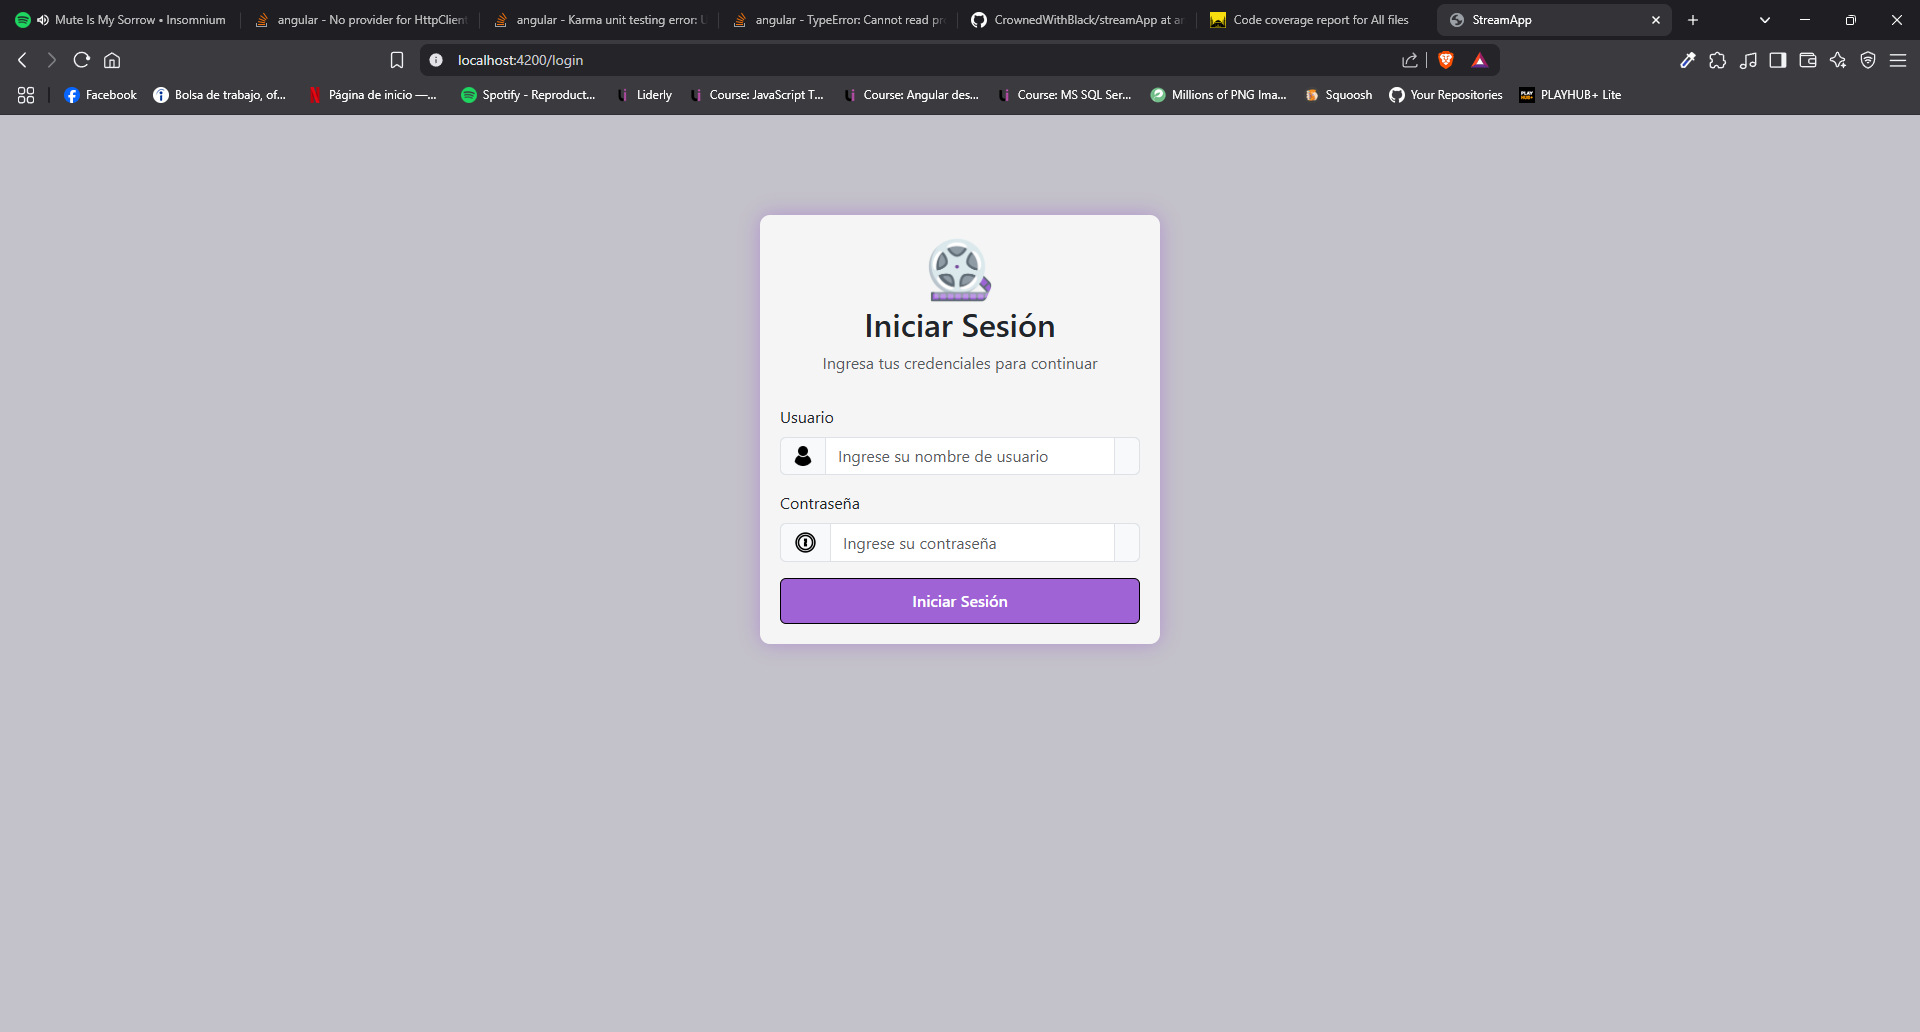 Mute Is My Sorrow • Insomnium
angular - No provider for HttpClient
angular - Karma unit testing error: U
angular - TypeError: Cannot read pr
CrownedWithBlack/streamApp at a
Code coverage report for All files
StreamApp
localhost:4200/login
Facebook
Bolsa de trabajo, of...
Página de inicio —...
Spotify - Reproduct...
Liderly
Course: JavaScript T...
Course: Angular des...
Course: MS SQL Ser...
Millions of PNG Ima...
Squoosh
Your Repositories
PLAYHUB+ Lite
Iniciar Sesión
Ingresa tus credenciales para continuar
Usuario
Ingrese su nombre de usuario
Contraseña
Ingrese su contraseña
Iniciar Sesión